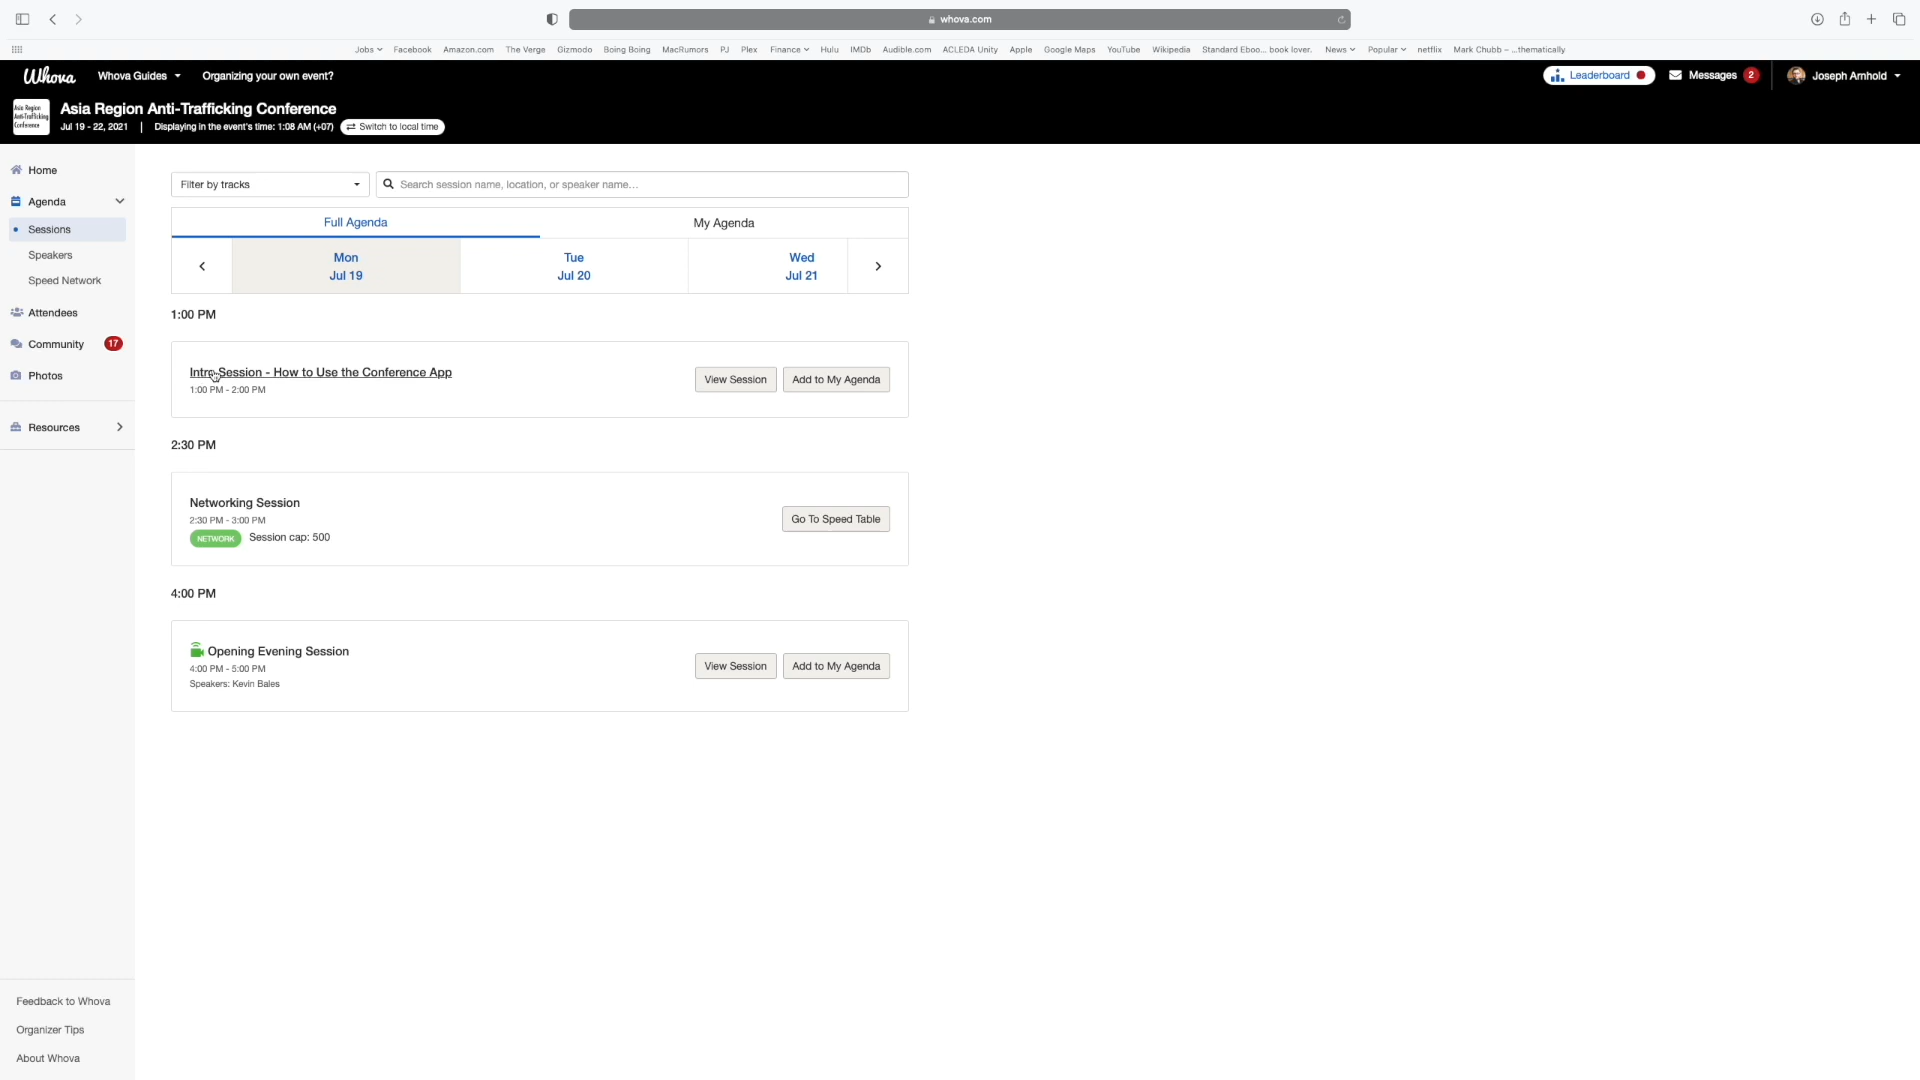 whova.com
Jobs Facebook Amazon.com The Verge Gizmodo Boing Boing MacRumors PJ Plex Finance Hulu IMDb Audible.com ACLEDA Unity Apple Google Maps YouTube Wikipedia Standard Eboo... book lover. News Popular netflix Mark Chubb – ...thematically
Whova Whova Guides Organizing your own event? Leaderboard Messages 2 Joseph Arnhold
Asia Region
Anti-Trafficking
Conference
Asia Region Anti-Trafficking Conference
Jul 19 - 22, 2021 | Displaying in the event's time: 1:08 AM (+07) Switch to local time
Home
Agenda
Sessions
Speakers
Speed Network
Attendees
Community 17
Photos
Resources
Feedback to Whova
Organizer Tips
About Whova
Filter by tracks Search session name, location, or speaker name...
Full Agenda My Agenda
Mon Tue Wed
Jul 19 Jul 20 Jul 21
1:00 PM
Intro Session - How to Use the Conference App
1:00 PM - 2:00 PM
View Session Add to My Agenda
2:30 PM
Networking Session
2:30 PM - 3:00 PM
NETWORK Session cap: 500
Go To Speed Table
4:00 PM
Opening Evening Session
4:00 PM - 5:00 PM
Speakers: Kevin Bales
View Session Add to My Agenda